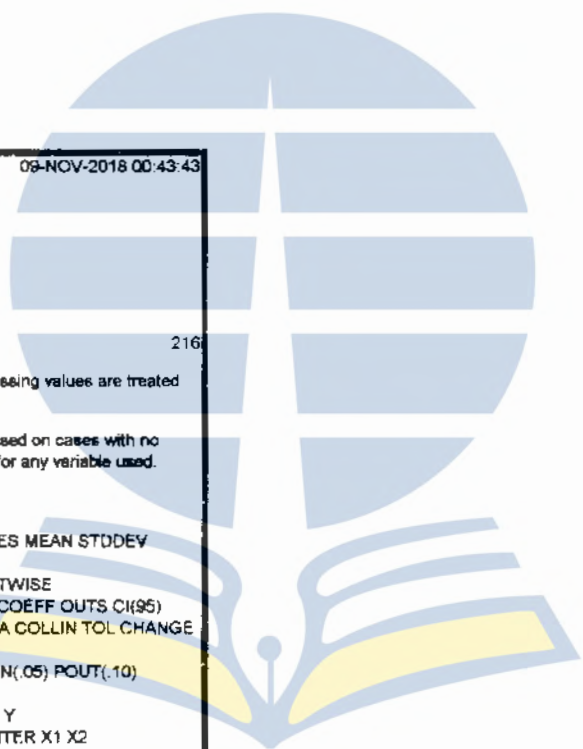 09-NOV-2018 00:43:43
216
ssing values are treated
sed on cases with no
for any variable used.
ES MEAN STDDEV
TWISE
COEFF OUTS CI(95)
A COLLIN TOL CHANGE
N(.05) POUT(.10)
Y
TER X1 X2